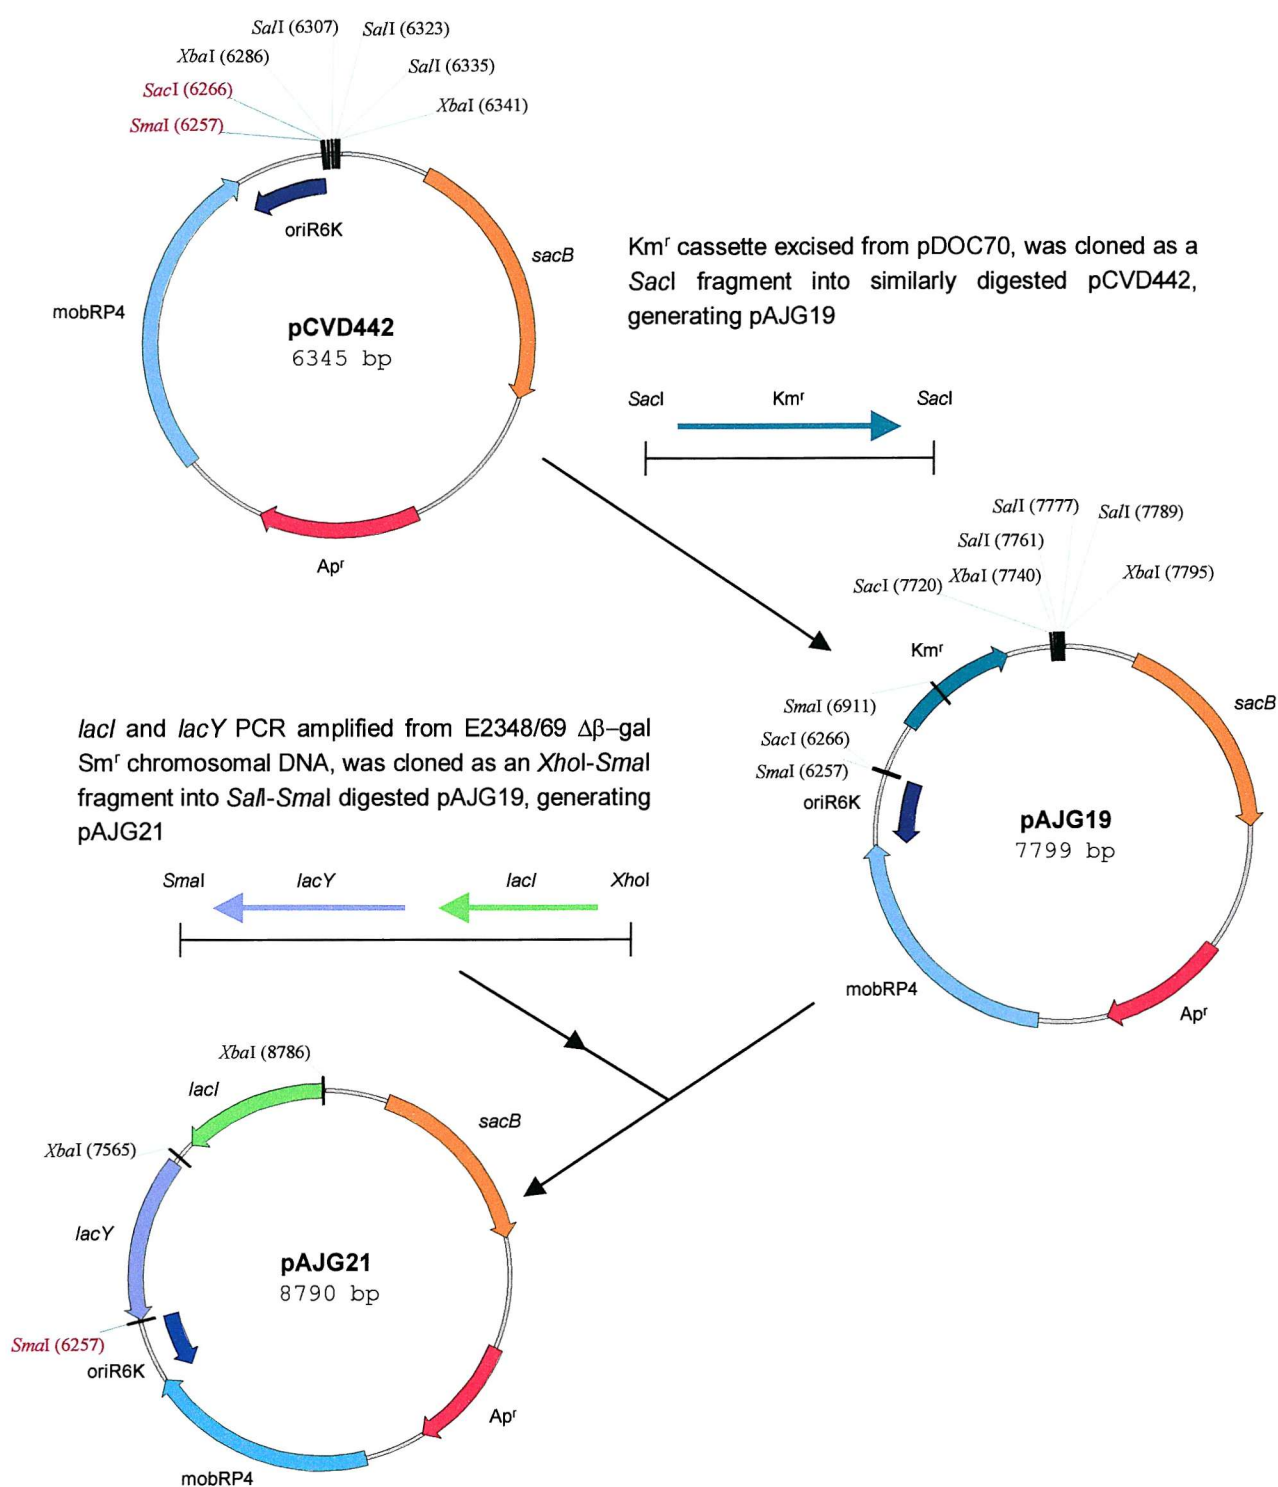 SalI (6307)
SalI (6323)
XbaI (6286)
SalI (6335)
SacI (6266)
XbaI (6341)
SmaI (6257)
oriR6K
sacB
mobRP4
pCVD442
6345 bp
Apʳ
Kmʳ cassette excised from pDOC70, was cloned as a
SacI fragment into similarly digested pCVD442,
generating pAJG19
SacI
Kmʳ
SacI
SalI (7777)
SalI (7789)
SalI (7761)
SacI (7720)
XbaI (7740)
XbaI (7795)
Kmʳ
SmaI (6911)
sacB
SacI (6266)
SmaI (6257)
oriR6K
pAJG19
7799 bp
mobRP4
Apʳ
lacI and lacY PCR amplified from E2348/69 Δβ–gal
Smʳ chromosomal DNA, was cloned as an XhoI-SmaI
fragment into SalI-SmaI digested pAJG19, generating
pAJG21
SmaI
lacY
lacI
XhoI
XbaI (8786)
lacI
sacB
XbaI (7565)
lacY
pAJG21
8790 bp
SmaI (6257)
oriR6K
Apʳ
mobRP4